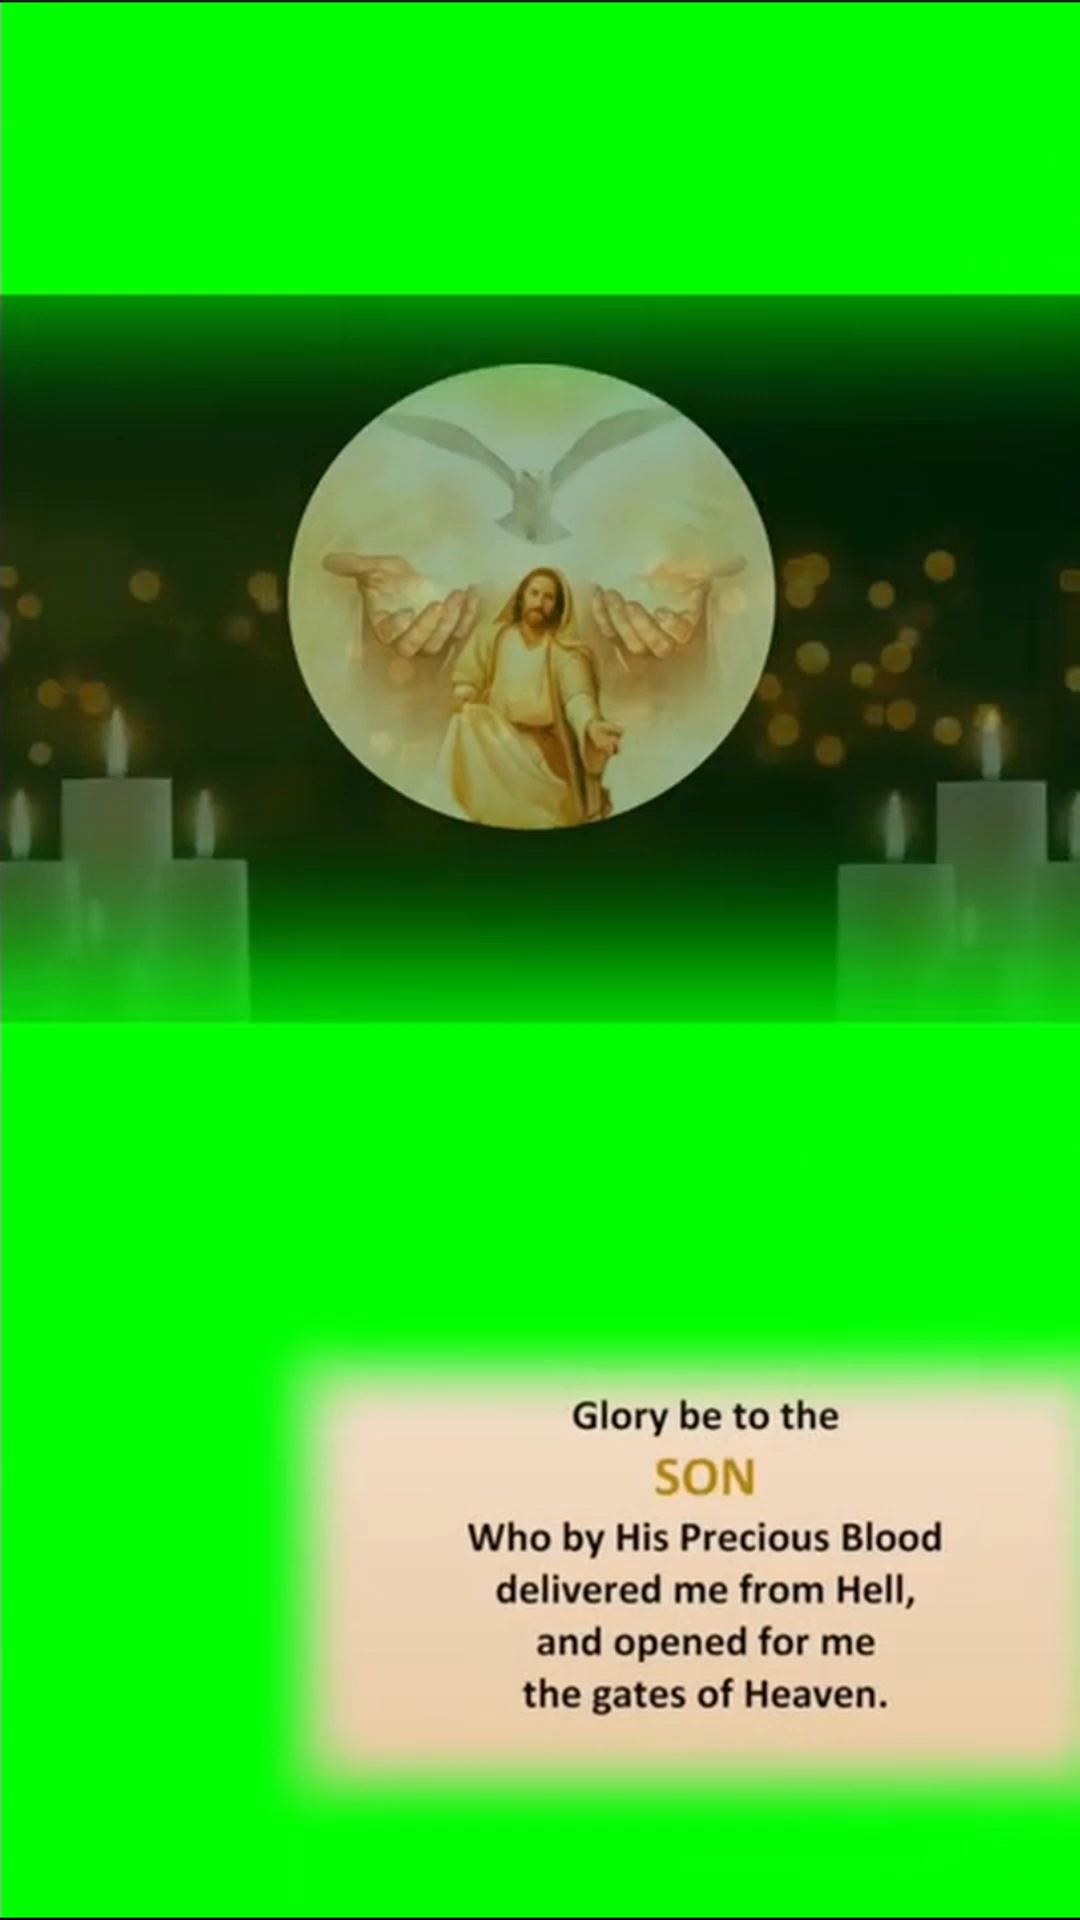 Glory be to the
SON
Who by His Precious Blood
delivered me from Hell,
and opened for me
the gates of Heaven.